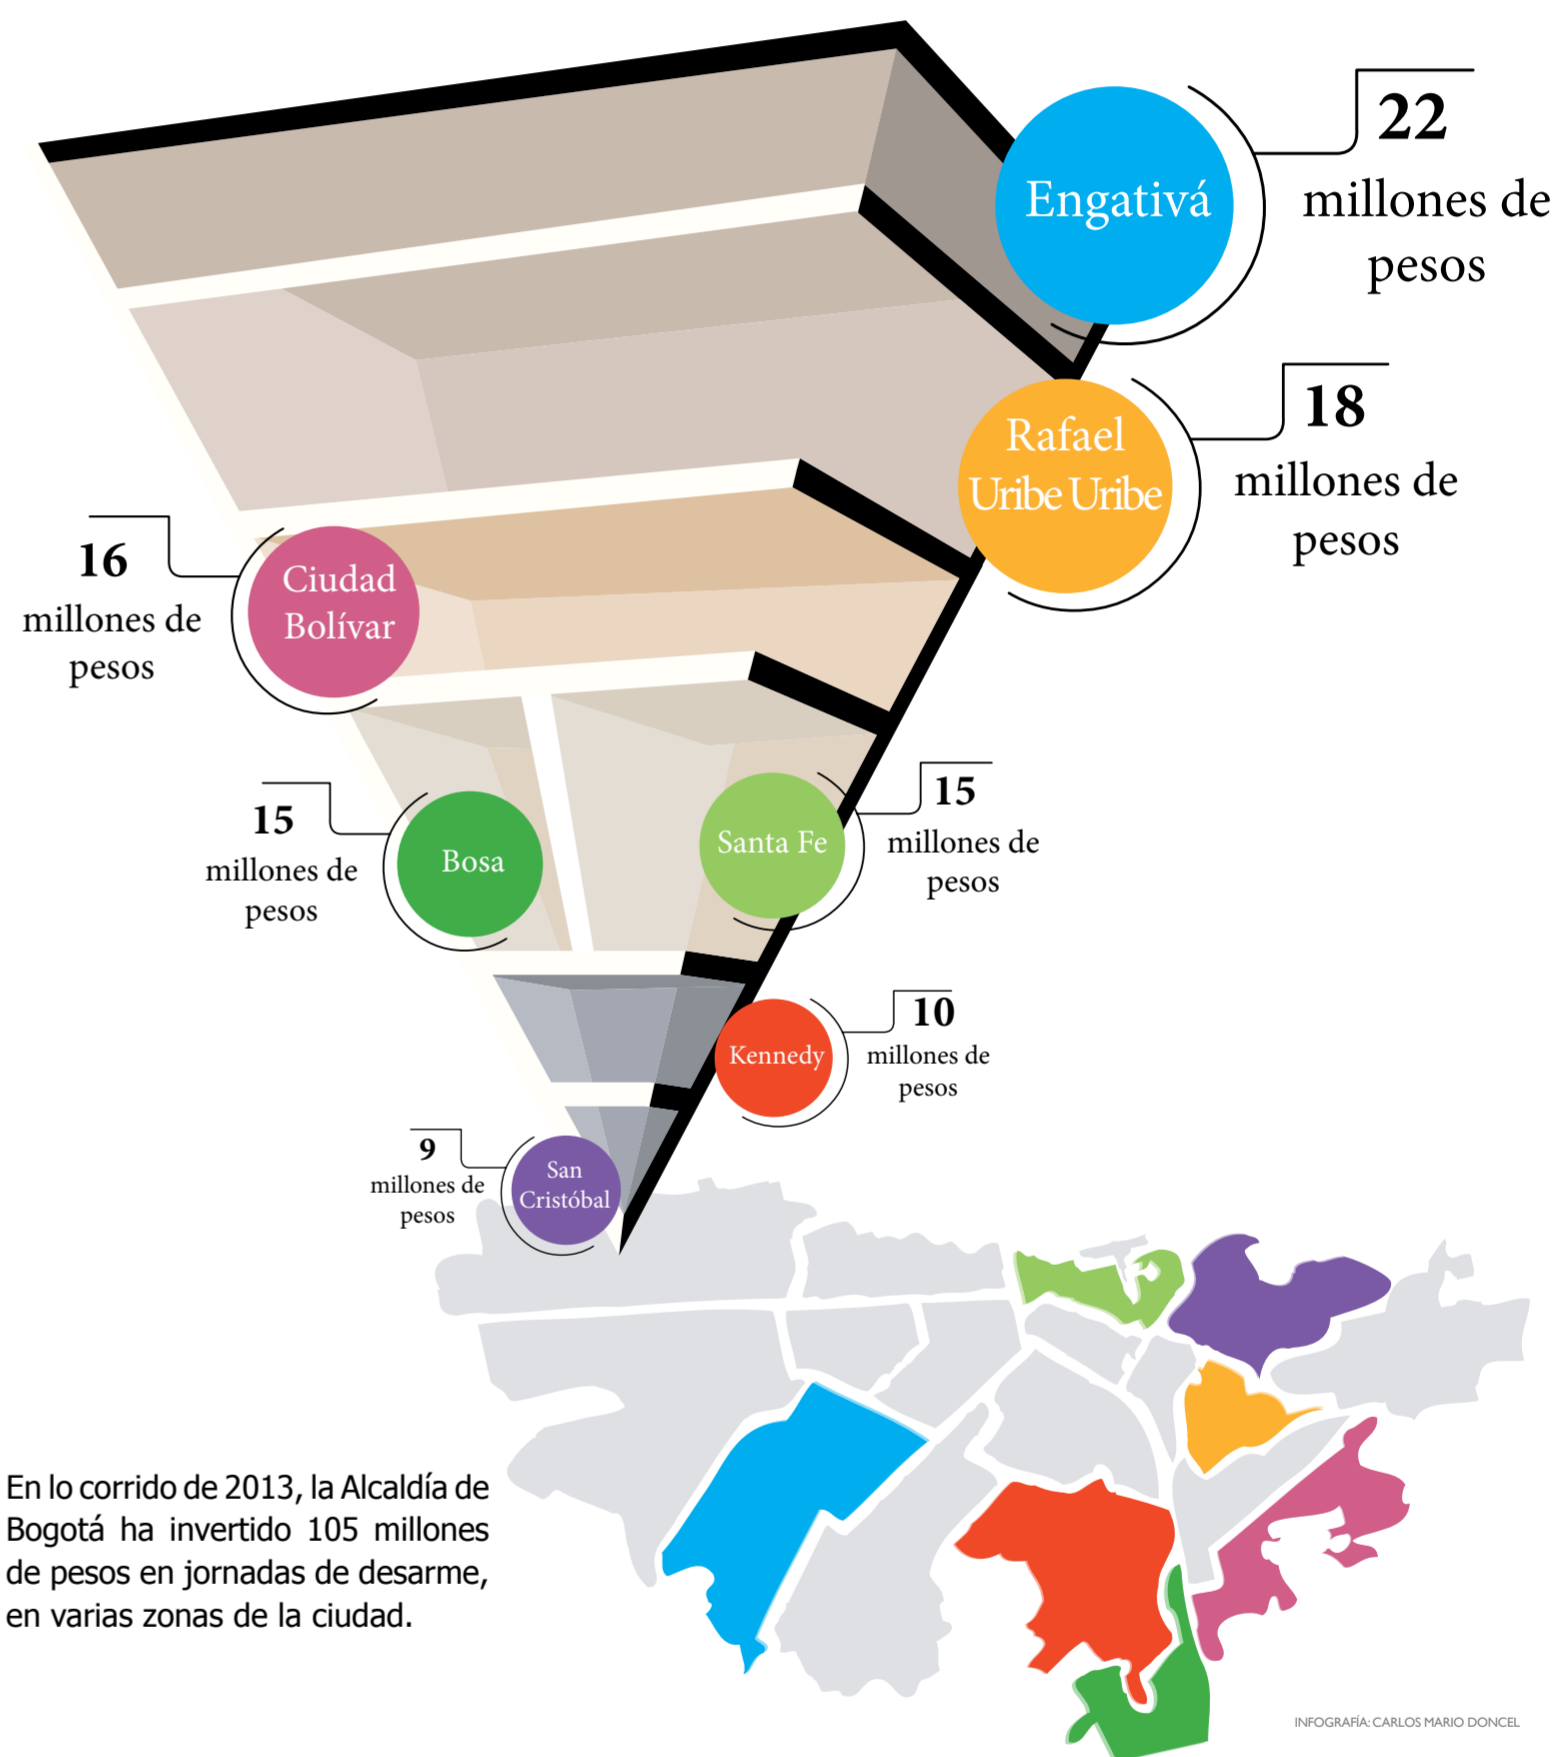 Engativá
22
millones de
pesos
Rafael
Uribe Uribe
18
millones de
pesos
16
millones de
pesos
Ciudad
Bolívar
15
millones de
pesos
Bosa
Santa Fe
15
millones de
pesos
Kennedy
10
millones de
pesos
9
millones de
pesos
San
Cristóbal
En lo corrido de 2013, la Alcaldía de
Bogotá ha invertido 105 millones
de pesos en jornadas de desarme,
en varias zonas de la ciudad.
INFOGRAFÍA: CARLOS MARIO DONCEL